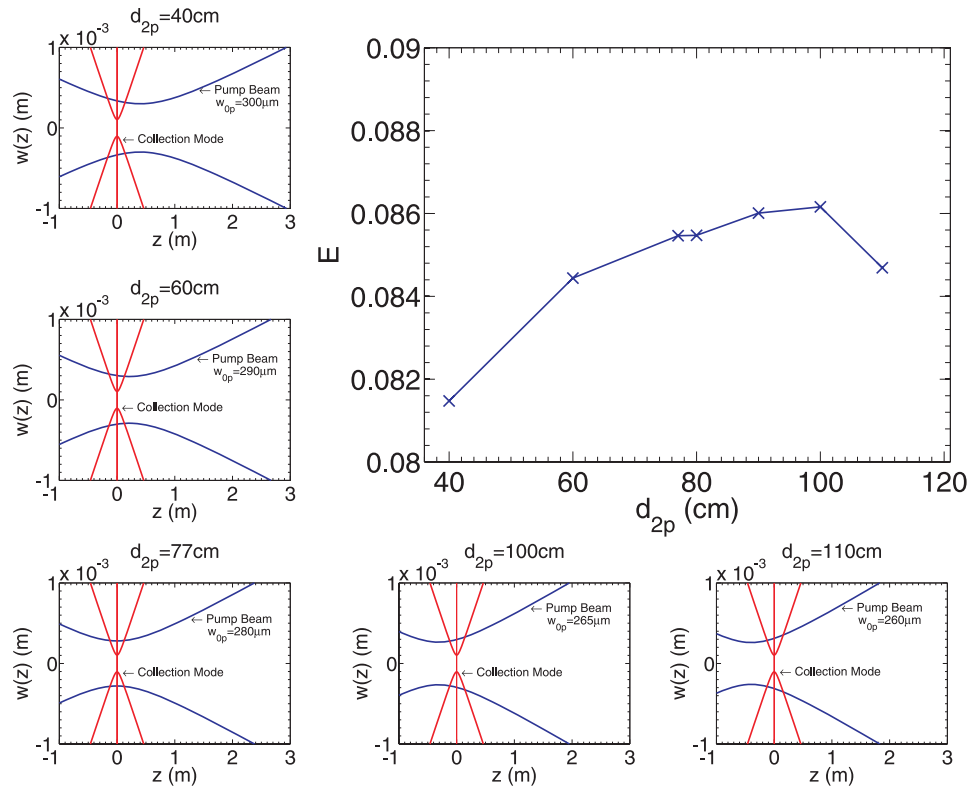 d2p=40cm
x 10-3
1
0
-1
w(z) (m)
Pump Beam
w0p=300μm
← Collection Mode
-1 0 1 2 3
z (m)
d2p=60cm
x 10-3
1
0
-1
w(z) (m)
← Pump Beam
w0p=290μm
← Collection Mode
-1 0 1 2 3
z (m)
0.09
0.088
0.086
0.084
0.082
0.08
E
40 60 80 100 120
d2p (cm)
d2p=77cm
x 10-3
1
0
-1
w(z) (m)
← Pump Beam
w0p=280μm
← Collection Mode
-1 0 1 2 3
z (m)
d2p=100cm
x 10-3
1
0
-1
w(z) (m)
← Pump Beam
w0p=265μm
← Collection Mode
-1 0 1 2 3
z (m)
d2p=110cm
x 10-3
1
0
-1
w(z) (m)
← Pump Beam
w0p=260μm
← Collection Mode
-1 0 1 2 3
z (m)